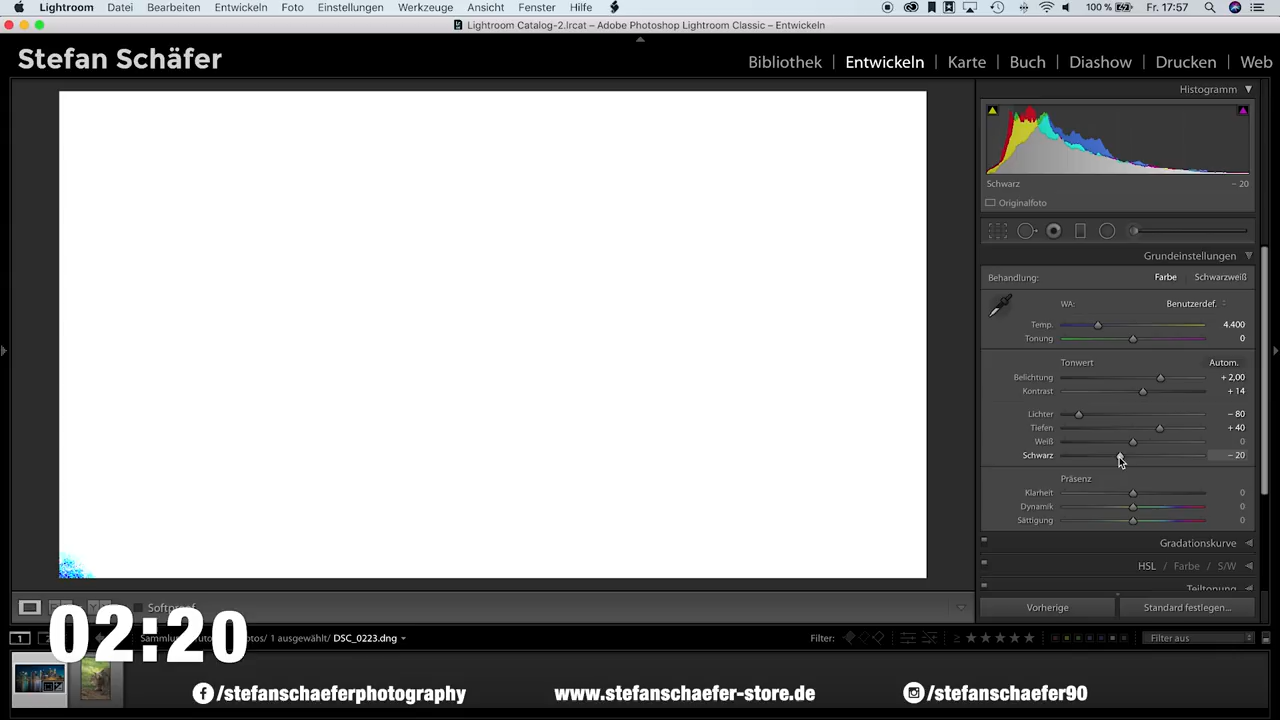 Lightroom Datei Bearbeiten Entwickeln Foto Einstellungen Werkzeuge Ansicht Fenster Hilfe 100 % Fr. 17:57
Lightroom Catalog-2.lrcat – Adobe Photoshop Lightroom Classic – Entwickeln
Stefan Schäfer
Bibliothek | Entwickeln | Karte | Buch | Diashow | Drucken | Web
Histogramm
Schwarz – 20
Originalfoto
Grundeinstellungen
Behandlung: Farbe Schwarzweiß
WA: Benutzerdef.
Temp. 4.400
Tonung 0
Tonwert Autom.
Belichtung + 2,00
Kontrast + 14
Lichter – 80
Tiefen + 40
Weiß 0
Schwarz – 20
Präsenz
Klarheit 0
Dynamik 0
Sättigung 0
Gradationskurve
HSL / Farbe / S/W
Teiltonung
Softproof
Vorherige
Standard festlegen...
02:20
1 Sammlun otos/ 1 ausgewählt/ DSC_0223.dng
Filter:
Filter aus
/stefanschaeferphotography
www.stefanschaefer-store.de
/stefanschaefer90